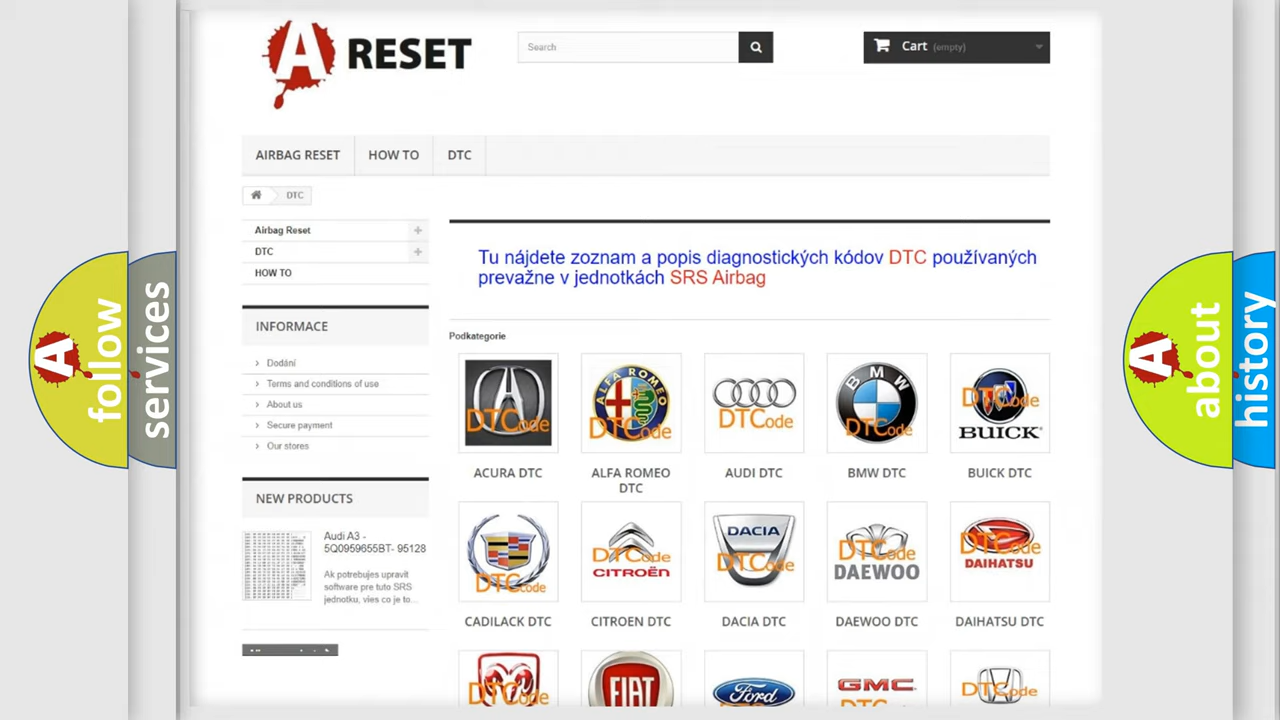 A RESET
Search
Cart (empty)
AIRBAG RESET
HOW TO
DTC
DTC
Airbag Reset
DTC
HOW TO
Tu nájdete zoznam a popis diagnostických kódov DTC používaných
prevažne v jednotkách SRS Airbag
INFORMACE
Dodání
Terms and conditions of use
About us
Secure payment
Our stores
Podkategorie
DTCode
ALFA ROMEO
DTCode
DTCode
BMW
DTCode
DTCode
BUICK
ACURA DTC
ALFA ROMEO
DTC
AUDI DTC
BMW DTC
BUICK DTC
NEW PRODUCTS
Audi A3 -
5Q0959655BT- 95128
Ak potrebujes upravit
software pre tuto SRS
jednotku, vies co je to...
DTCode
DTCode
CITROËN
DACIA
DTCode
DTCode
DAEWOO
DTCode
DAIHATSU
CADILACK DTC
CITROEN DTC
DACIA DTC
DAEWOO DTC
DAIHATSU DTC
DTCode
FIAT
Ford
GMC
DTCode
A follow
services
A about
history